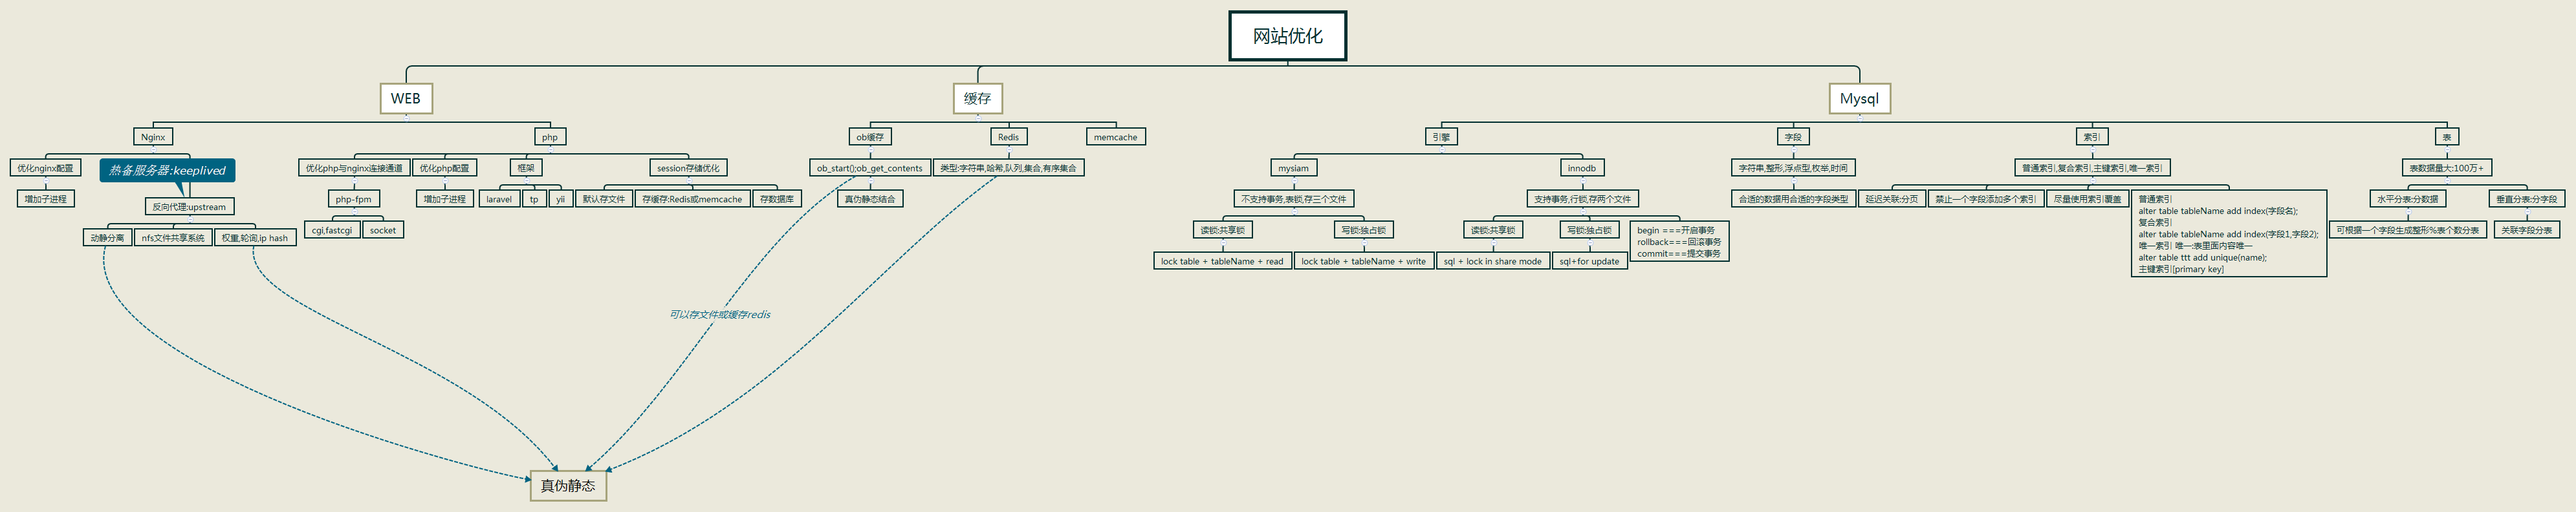 网站优化
WEB
缓存
Mysql
Nginx
php
ob缓存
Redis
memcache
引擎
字段
索引
表
优化nginx配置
热备服务器:keeplived
优化php与nginx连接通道
优化php配置
框架
session存储优化
ob_start();ob_get_contents
类型:字符串,哈希,队列,集合,有序集合
mysiam
innodb
字符串,整形,浮点型,枚举,时间
普通索引,复合索引,主键索引,唯一索引
表数据量大:100万+
增加子进程
反向代理:upstream
php-fpm
增加子进程
laravel
tp
yii
默认存文件
存缓存:Redis或memcache
存数据库
真伪静态结合
不支持事务,表锁,存三个文件
支持事务,行锁,存两个文件
合适的数据用合适的字段类型
延迟关联:分页
禁止一个字段添加多个索引
尽量使用索引覆盖
普通索引
alter table tableName add index(字段名);
复合索引
alter table tableName add index(字段1,字段2);
唯一索引 唯一:表里面内容唯一
alter table ttt add unique(name);
主键索引[primary key]
水平分表:分数据
垂直分表:分字段
动静分离
nfs文件共享系统
权重,轮询,ip hash
cgi,fastcgi
socket
读锁:共享锁
写锁:独占锁
读锁:共享锁
写锁:独占锁
begin ===开启事务
rollback===回滚事务
commit===提交事务
可根据一个字段生成整形%表个数分表
关联字段分表
lock table + tableName + read
lock table + tableName + write
sql + lock in share mode
sql+for update
可以存文件或缓存redis
真伪静态